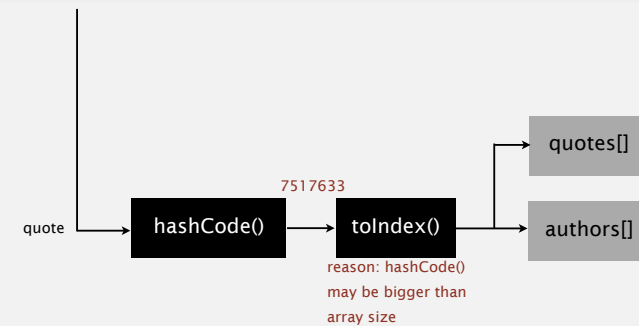 quotes[]
7517633
quote
hashCode()
toIndex()
authors[]
reason: hashCode()
may be bigger than
array size